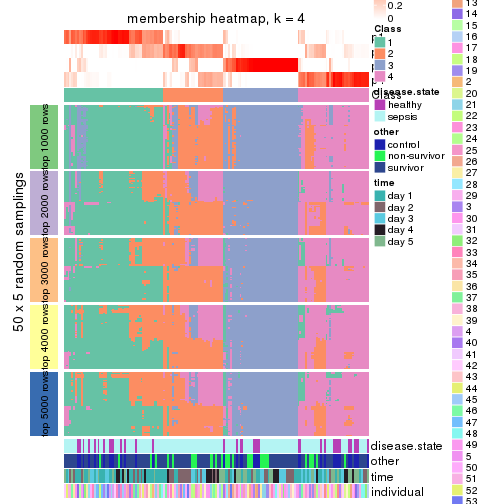 membership heatmap, k = 4
50 x 5 random samplings
top 1000 rows
top 2000 rows
top 3000 rows
top 4000 rows
top 5000 rows
p1
Class
disease.state
other
time
individual
0.2
0
Class
1
2
3
4
disease.state
healthy
sepsis
other
control
non-survivor
survivor
time
day 1
day 2
day 3
day 4
day 5
13
14
15
16
17
18
19
2
20
21
22
23
24
25
26
27
28
29
3
30
31
32
33
34
35
36
37
38
39
4
40
41
42
43
44
45
46
47
48
49
5
50
51
52